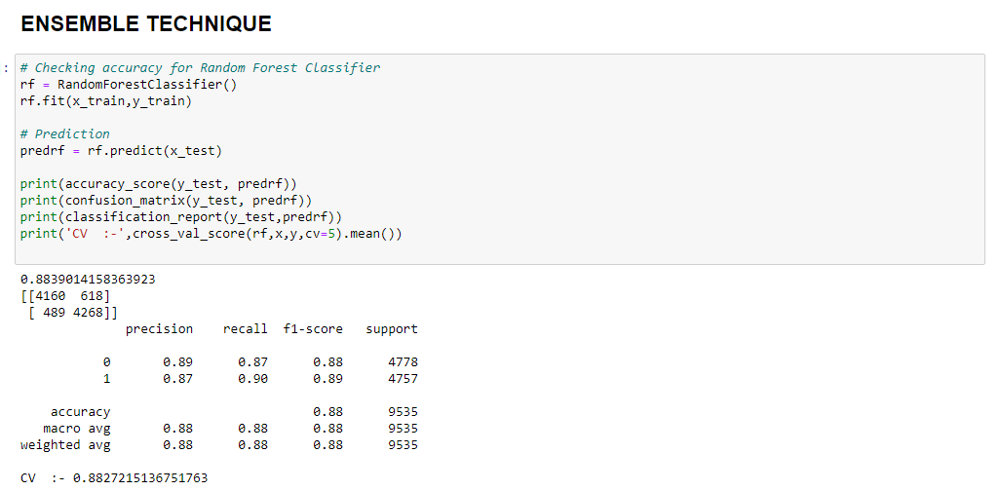 ENSEMBLE TECHNIQUE
: # Checking accuracy for Random Forest Classifier
rf = RandomForestClassifier()
rf.fit(x_train,y_train)
# Prediction
predrf = rf.predict(x_test)
print(accuracy_score(y_test, predrf))
print(confusion_matrix(y_test, predrf))
print(classification_report(y_test,predrf))
print('CV  :-',cross_val_score(rf,x,y,cv=5).mean())
0.8839014158363923
[[4160  618]
 [ 489 4268]]
              precision    recall  f1-score   support
           0       0.89      0.87      0.88      4778
           1       0.87      0.90      0.89      4757
    accuracy                           0.88      9535
   macro avg       0.88      0.88      0.88      9535
weighted avg       0.88      0.88      0.88      9535
CV  :- 0.8827215136751763